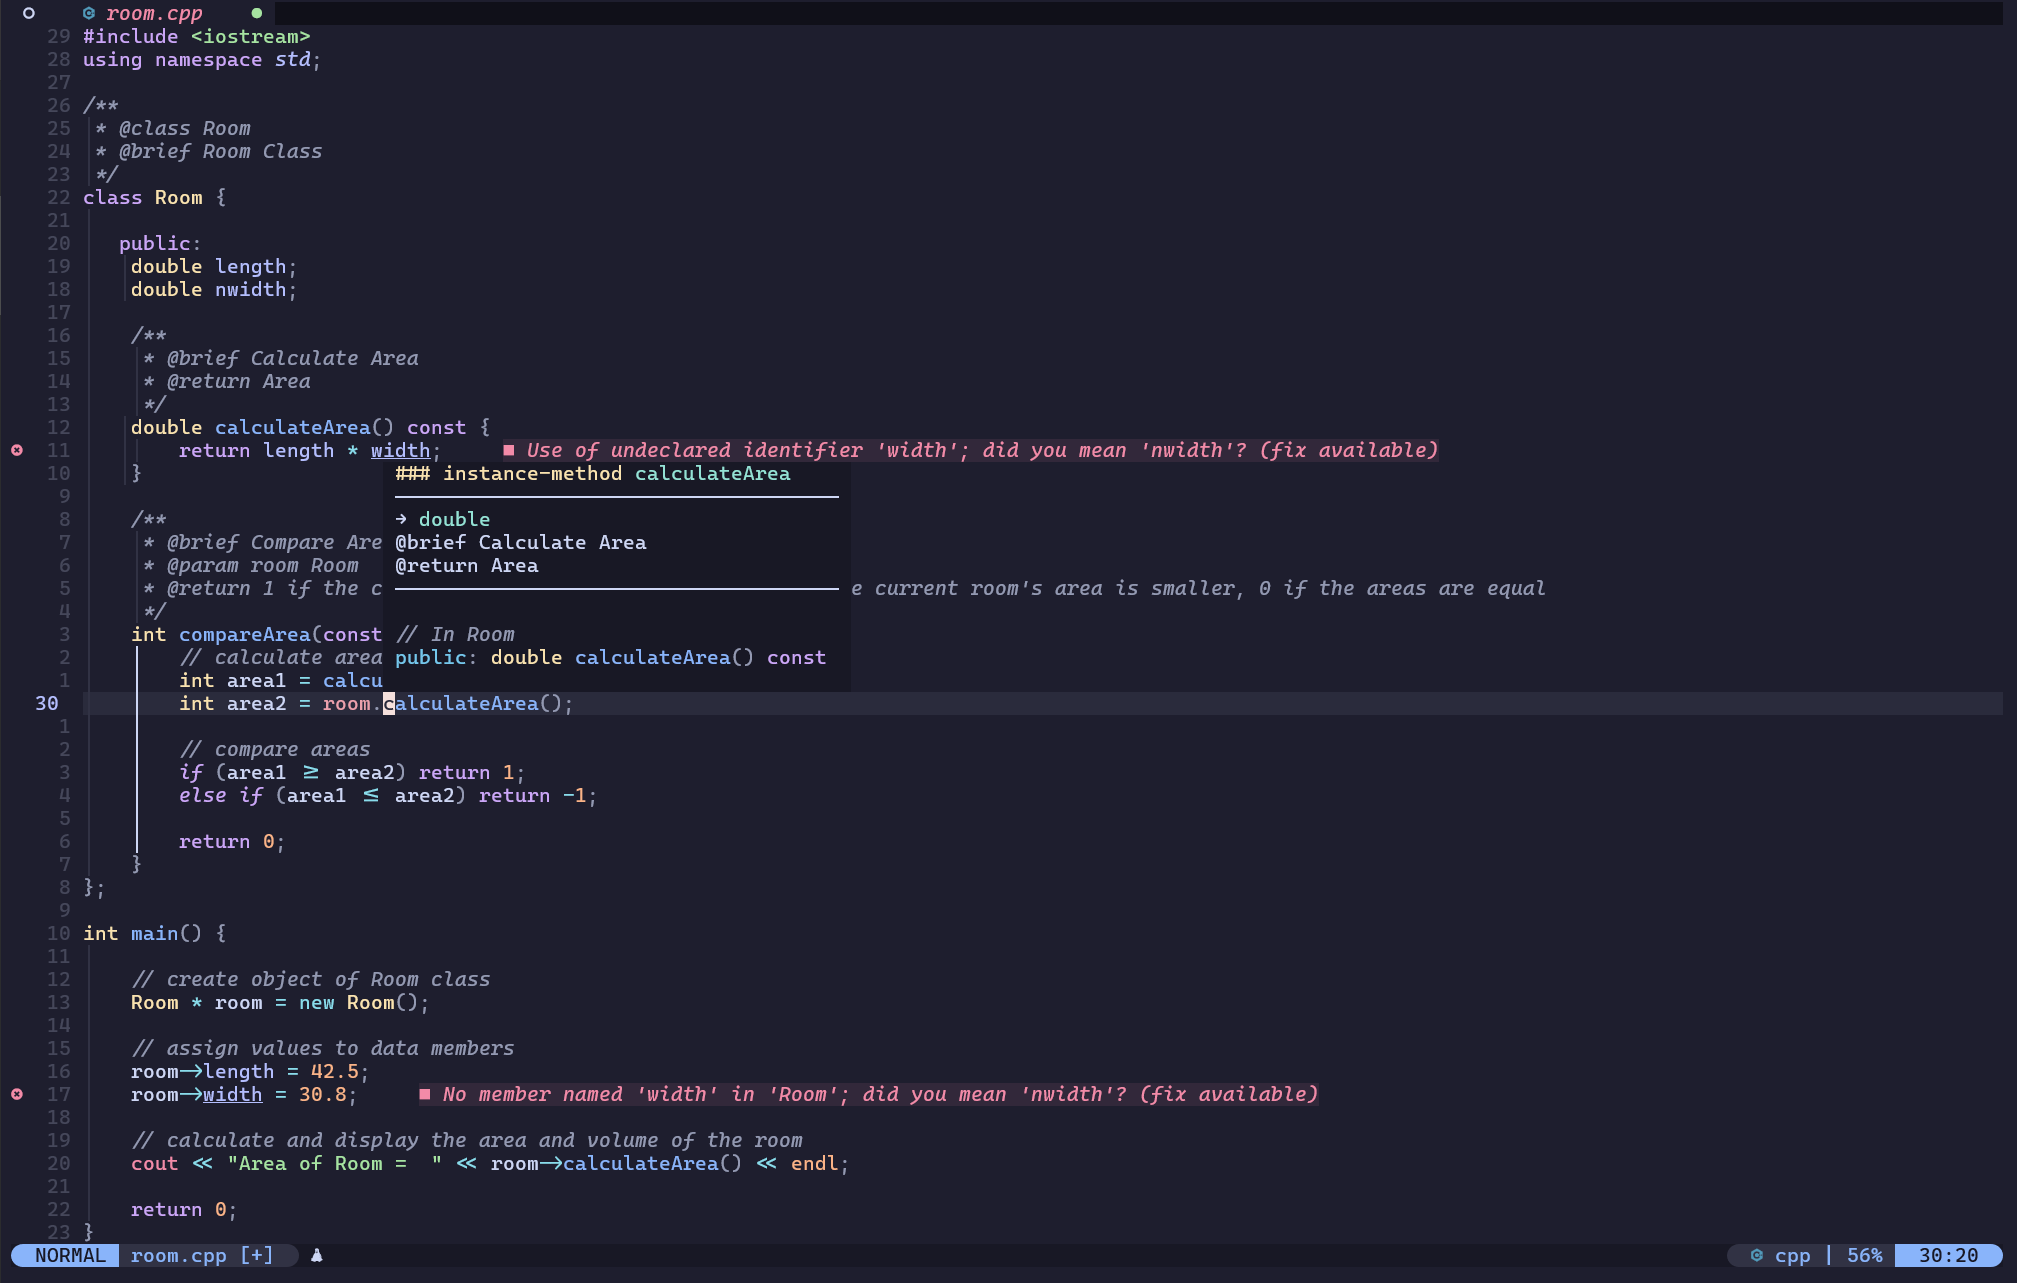 room.cpp
29 #include <iostream>
28 using namespace std;
27
26 /**
25  * @class Room
24  * @brief Room Class
23  */
22 class Room {
21
20    public:
19     double length;
18     double nwidth;
17
16     /**
15      * @brief Calculate Area
14      * @return Area
13      */
12     double calculateArea() const {
11         return length * width;     ■ Use of undeclared identifier 'width'; did you mean 'nwidth'? (fix available)
10     }     ### instance-method calculateArea
9
8     /**     → double
7      * @brief Compare Are     @brief Calculate Area
6      * @param room Room     @return Area
5      * @return 1 if the c     e current room's area is smaller, 0 if the areas are equal
4      */
3     int compareArea(const     // In Room
2         // calculate area     public: double calculateArea() const
1         int area1 = calcu
30         int area2 = room.calculateArea();
1
2         // compare areas
3         if (area1 ≥ area2) return 1;
4         else if (area1 ≤ area2) return -1;
5
6         return 0;
7     }
8 };
9
10 int main() {
11
12     // create object of Room class
13     Room * room = new Room();
14
15     // assign values to data members
16     room→length = 42.5;
17     room→width = 30.8;     ■ No member named 'width' in 'Room'; did you mean 'nwidth'? (fix available)
18
19     // calculate and display the area and volume of the room
20     cout << "Area of Room =  " << room→calculateArea() << endl;
21
22     return 0;
23 }
NORMAL room.cpp [+] cpp | 56% 30:20